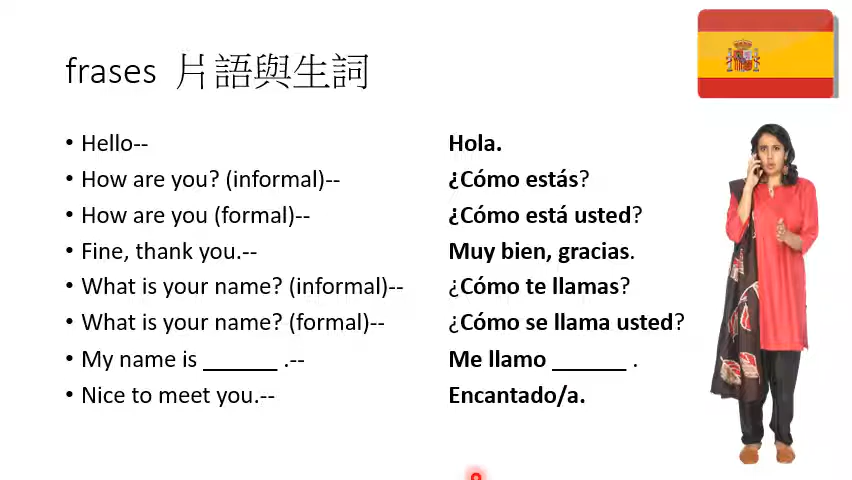 frases 片語與生詞
• Hello-- Hola.
• How are you? (informal)-- ¿Cómo estás?
• How are you (formal)-- ¿Cómo está usted?
• Fine, thank you.-- Muy bien, gracias.
• What is your name? (informal)-- ¿Cómo te llamas?
• What is your name? (formal)-- ¿Cómo se llama usted?
• My name is ______ .-- Me llamo ______ .
• Nice to meet you.-- Encantado/a.